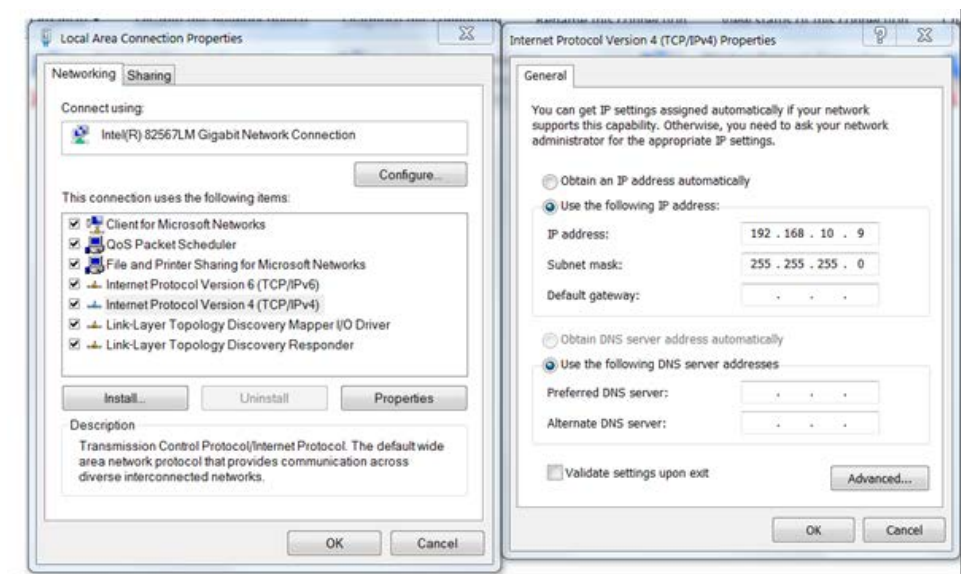 Local Area Connection Properties
Networking
Sharing
Connect using:
Intel(R) 82567LM Gigabit Network Connection
Configure...
This connection uses the following items:
Client for Microsoft Networks
QoS Packet Scheduler
File and Printer Sharing for Microsoft Networks
Internet Protocol Version 6 (TCP/IPv6)
Internet Protocol Version 4 (TCP/IPv4)
Link-Layer Topology Discovery Mapper I/O Driver
Link-Layer Topology Discovery Responder
Install...
Uninstall
Properties
Description
Transmission Control Protocol/Internet Protocol. The default wide
area network protocol that provides communication across
diverse interconnected networks.
OK
Cancel
Internet Protocol Version 4 (TCP/IPv4) Properties
General
You can get IP settings assigned automatically if your network
supports this capability. Otherwise, you need to ask your network
administrator for the appropriate IP settings.
Obtain an IP address automatically
Use the following IP address:
IP address: 192 . 168 . 10 . 9
Subnet mask: 255 . 255 . 255 . 0
Default gateway: . . .
Obtain DNS server address automatically
Use the following DNS server addresses
Preferred DNS server: . . .
Alternate DNS server: . . .
Validate settings upon exit
Advanced...
OK
Cancel